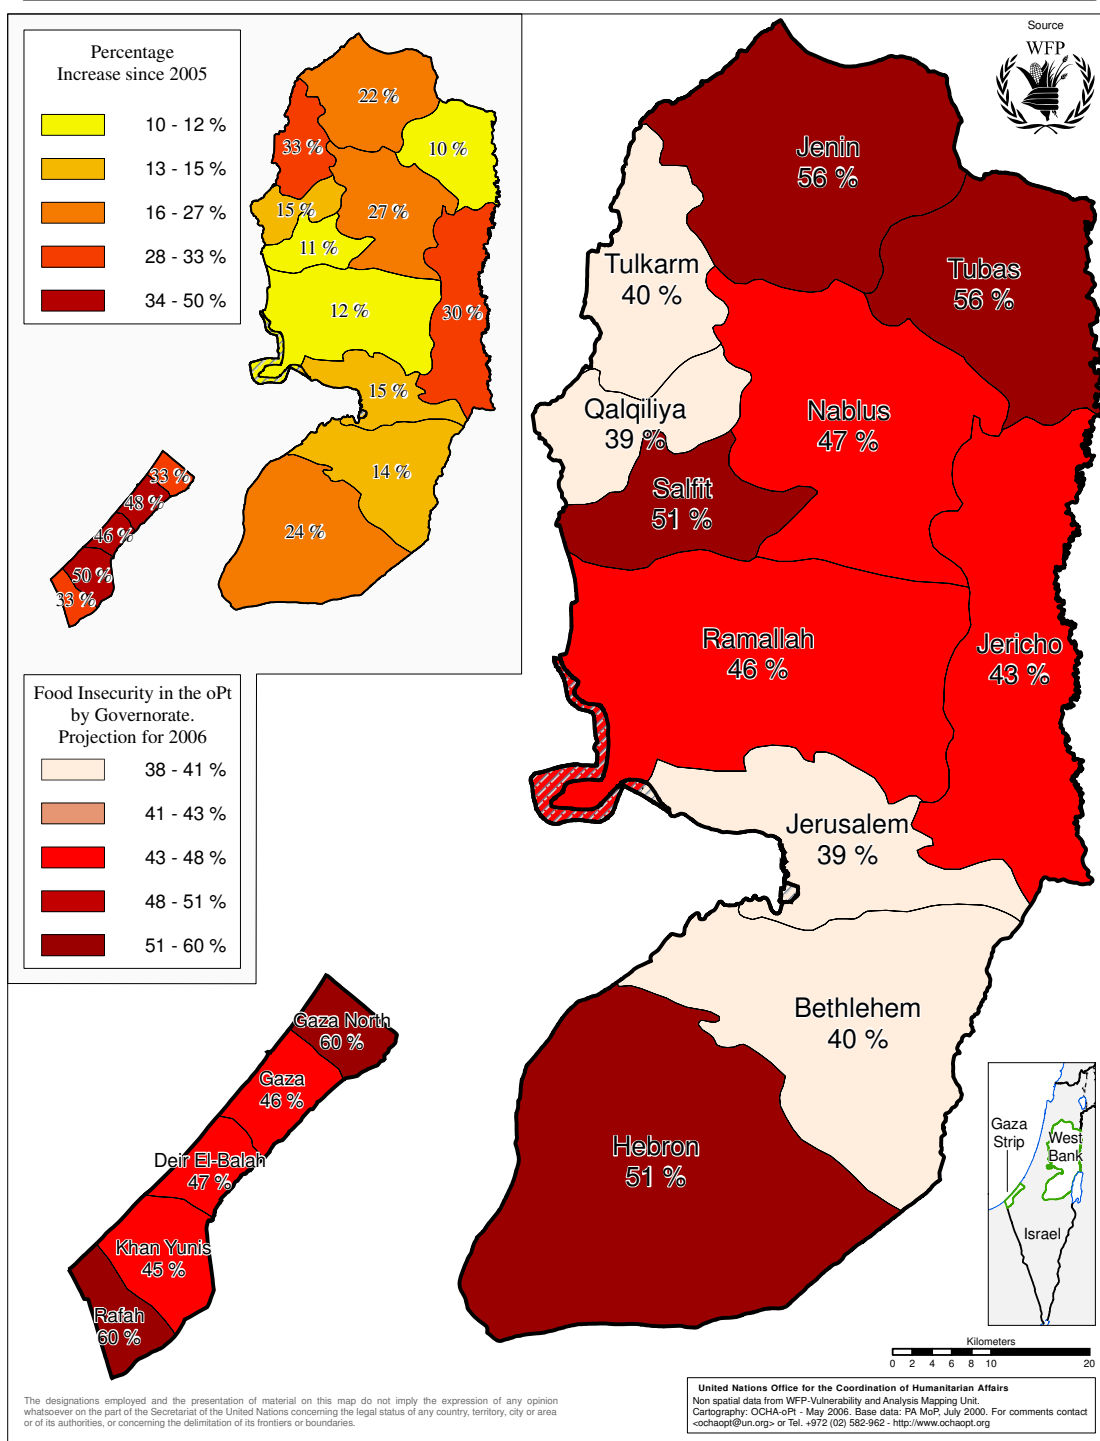 Percentage
Increase since 2005
10 - 12 %
13 - 15 %
16 - 27 %
28 - 33 %
34 - 50 %
22 %
33 %
10 %
15 %
27 %
11 %
12 %
30 %
15 %
14 %
24 %
33 %
48 %
46 %
50 %
33 %
Source
WFP
Jenin
56 %
Tubas
56 %
Tulkarm
40 %
Qalqiliya
39 %
Nablus
47 %
Salfit
51 %
Ramallah
46 %
Jericho
43 %
Jerusalem
39 %
Bethlehem
40 %
Hebron
51 %
Food Insecurity in the oPt
by Governorate.
Projection for 2006
38 - 41 %
41 - 43 %
43 - 48 %
48 - 51 %
51 - 60 %
Gaza North
60 %
Gaza
46 %
Deir El-Balah
47 %
Khan Yunis
45 %
Rafah
60 %
Gaza
Strip
West
Bank
Israel
Kilometers
0 2 4 6 8 10 20
The designations employed and the presentation of material on this map do not imply the expression of any opinion
whatsoever on the part of the Secretariat of the United Nations concerning the legal status of any country, territory, city or area
or of its authorities, or concerning the delimitation of its frontiers or boundaries.
United Nations Office for the Coordination of Humanitarian Affairs
Non spatial data from WFP-Vulnerability and Analysis Mapping Unit.
Cartography: OCHA-oPt - May 2006. Base data: PA MoP, July 2000. For comments contact
<ochaopt@un.org> or Tel. +972 (02) 582-962 - http://www.ochaopt.org